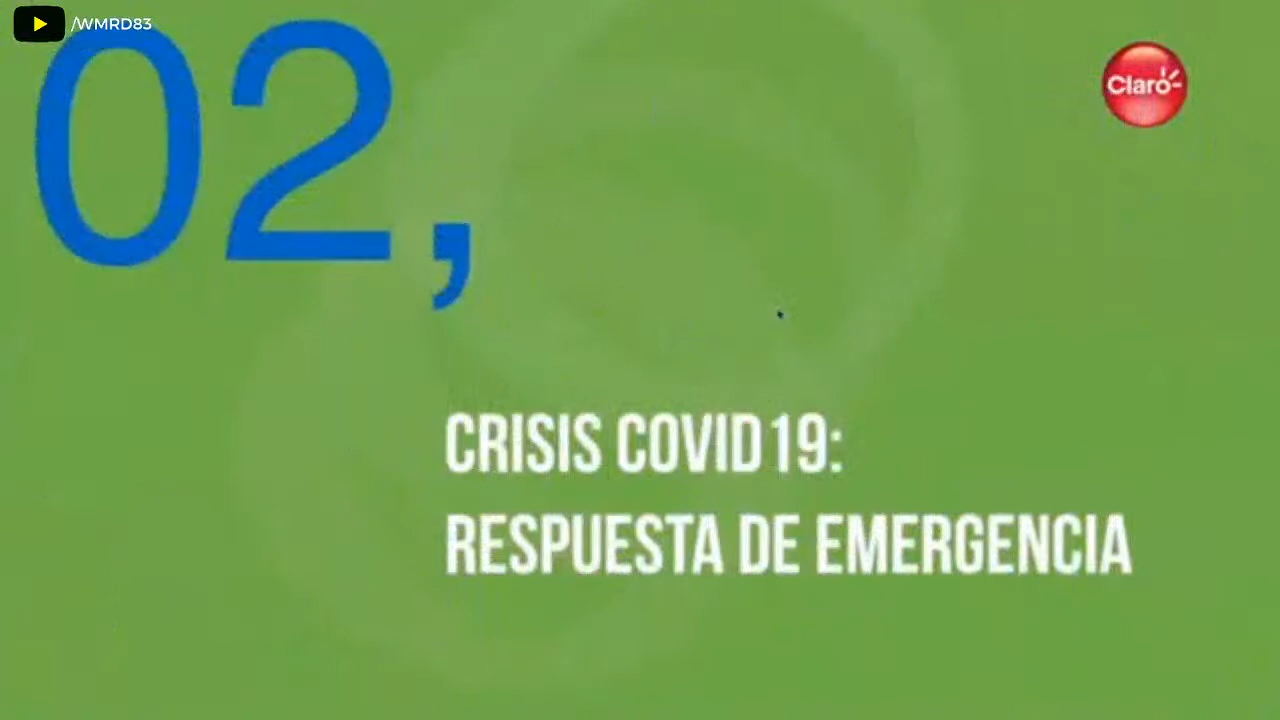 /WMRD83
02,
Claro
CRISIS COVID19:
RESPUESTA DE EMERGENCIA